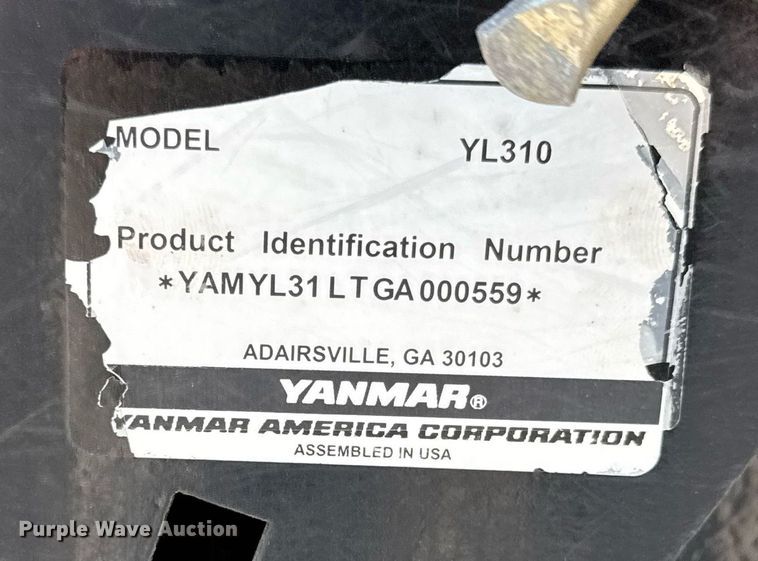 MODEL YL310
Product Identification Number
*YAMYL31LTGA000559*
ADAIRSVILLE, GA 30103
YANMAR®
YANMAR AMERICA CORPORATION
ASSEMBLED IN USA
Purple Wave Auction